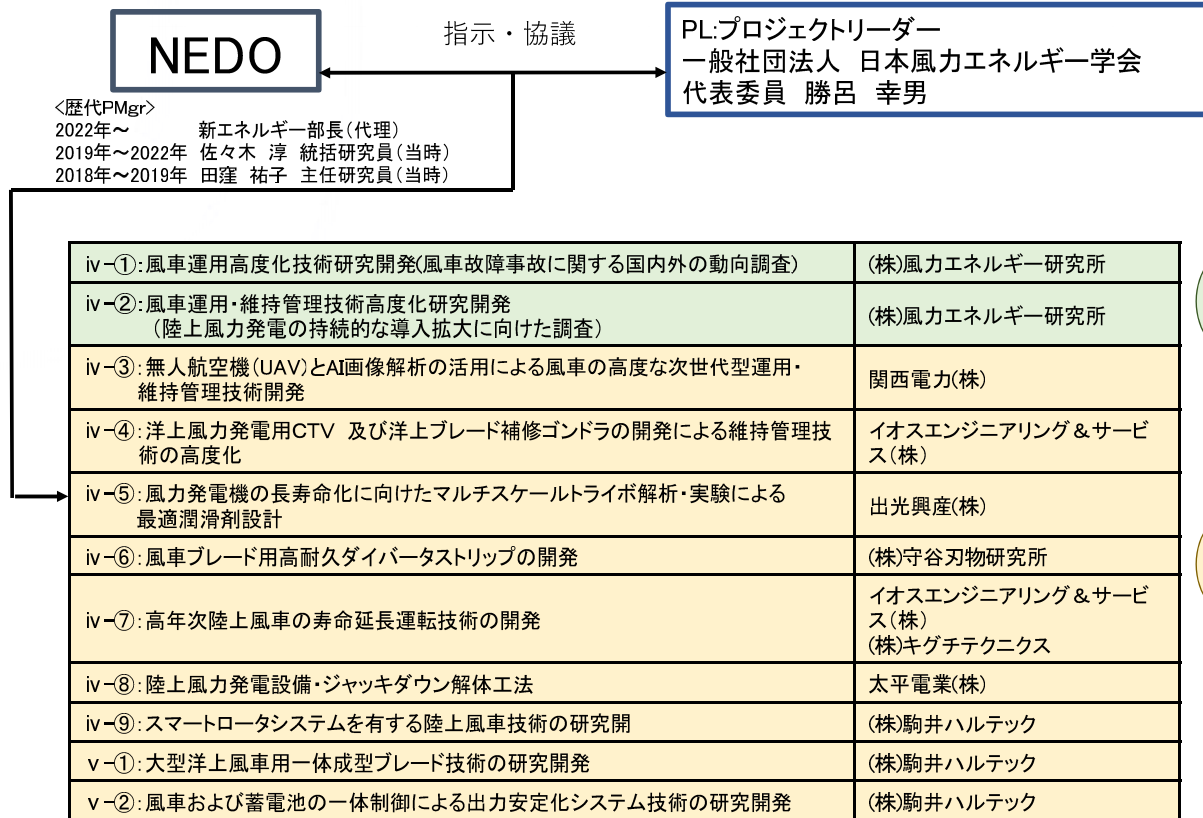 NEDO
指示・協議
PL:プロジェクトリーダー
一般社団法人 日本風力エネルギー学会
代表委員 勝呂 幸男
<歴代PMgr>
2022年～ 新エネルギー部長(代理)
2019年～2022年 佐々木 淳 統括研究員(当時)
2018年～2019年 田窪 祐子 主任研究員(当時)
ⅳ-①:風車運用高度化技術研究開発(風車故障事故に関する国内外の動向調査)
(株)風力エネルギー研究所
ⅳ-②:風車運用・維持管理技術高度化研究開発
(陸上風力発電の持続的な導入拡大に向けた調査)
(株)風力エネルギー研究所
ⅳ-③:無人航空機(UAV)とAI画像解析の活用による風車の高度な次世代型運用・
維持管理技術開発
関西電力(株)
ⅳ-④:洋上風力発電用CTV 及び洋上ブレード補修ゴンドラの開発による維持管理技
術の高度化
イオスエンジニアリング&サービ
ス(株)
ⅳ-⑤:風力発電機の長寿命化に向けたマルチスケールトライボ解析・実験による
最適潤滑剤設計
出光興産(株)
ⅳ-⑥:風車ブレード用高耐久ダイバータストリップの開発
(株)守谷刃物研究所
ⅳ-⑦:高年次陸上風車の寿命延長運転技術の開発
イオスエンジニアリング&サービ
ス(株)
(株)キグチテクニクス
ⅳ-⑧:陸上風力発電設備・ジャッキダウン解体工法
太平電業(株)
ⅳ-⑨:スマートロータシステムを有する陸上風車技術の研究開
(株)駒井ハルテック
ⅴ-①:大型洋上風車用一体成型ブレード技術の研究開発
(株)駒井ハルテック
ⅴ-②:風車および蓄電池の一体制御による出力安定化システム技術の研究開発
(株)駒井ハルテック